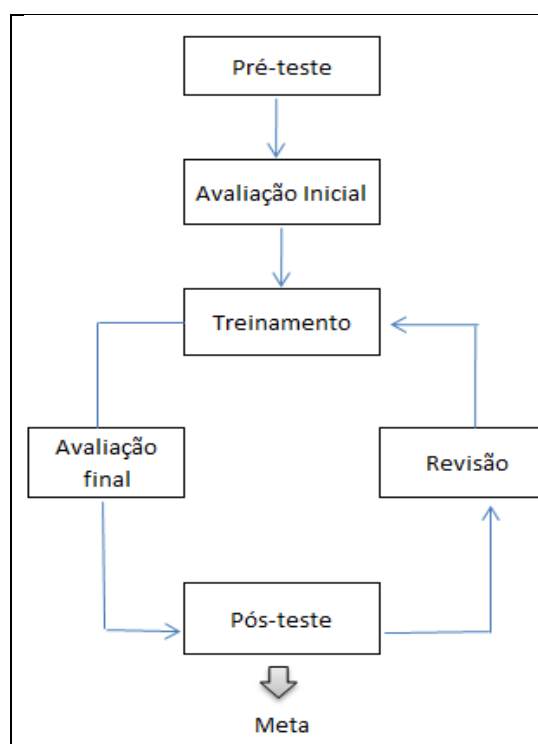 Pré-teste
Avaliação Inicial
Treinamento
Avaliação
final
Revisão
Pós-teste
Meta